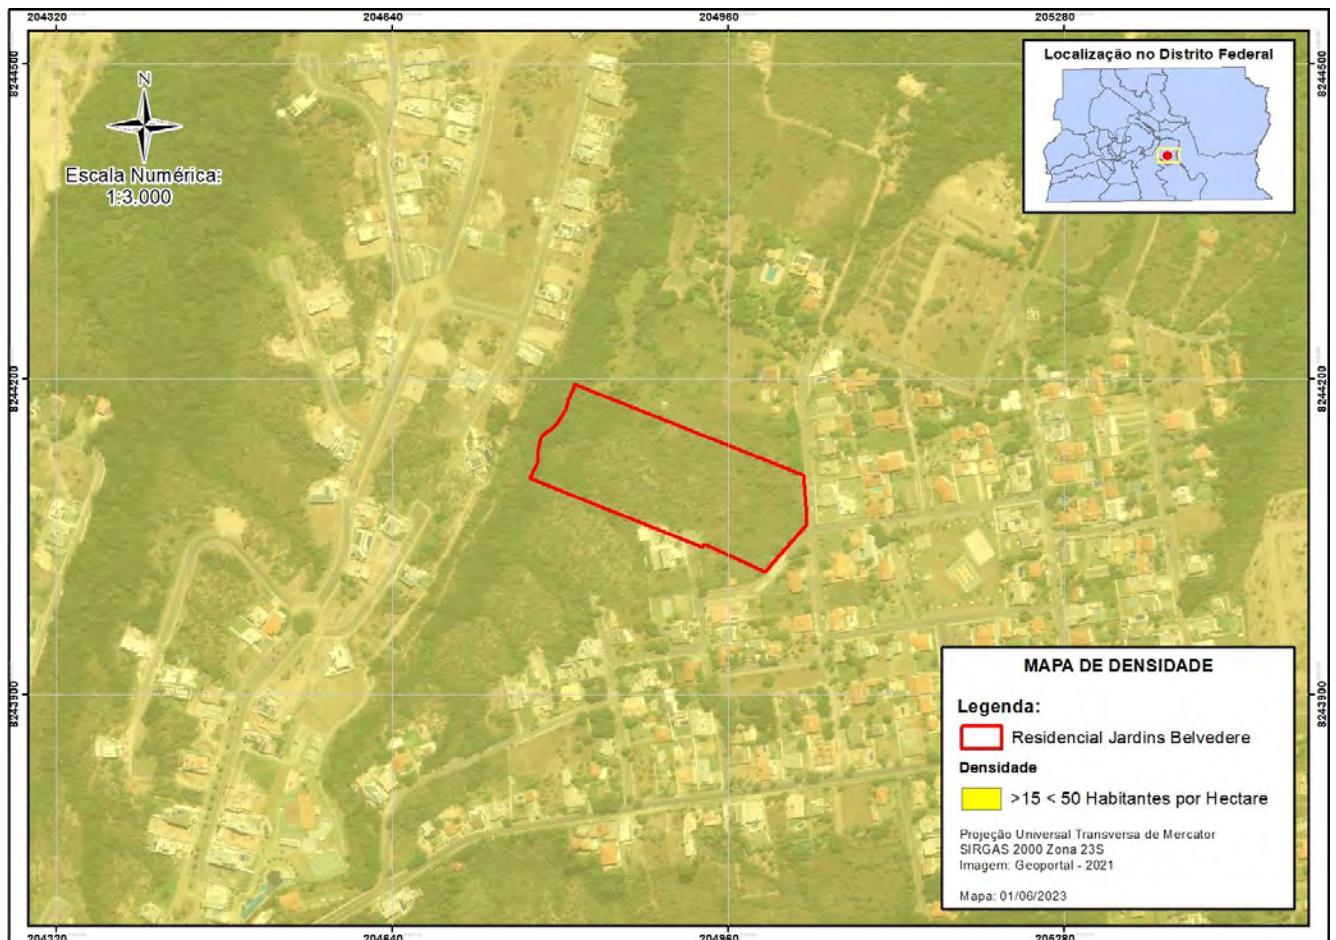 204320 204640 204960 205280
8244500 8244500
N
Escala Numérica:
1:3.000
Localização no Distrito Federal
8244200 8244200
8243900 8243900
MAPA DE DENSIDADE
Legenda:
Residencial Jardins Belvedere
Densidade
>15 < 50 Habitantes por Hectare
Projeção Universal Transversa de Mercator
SIRGAS 2000 Zona 23S
Imagem: Geoportal - 2021
Mapa: 01/06/2023
204320 204640 204960 205280